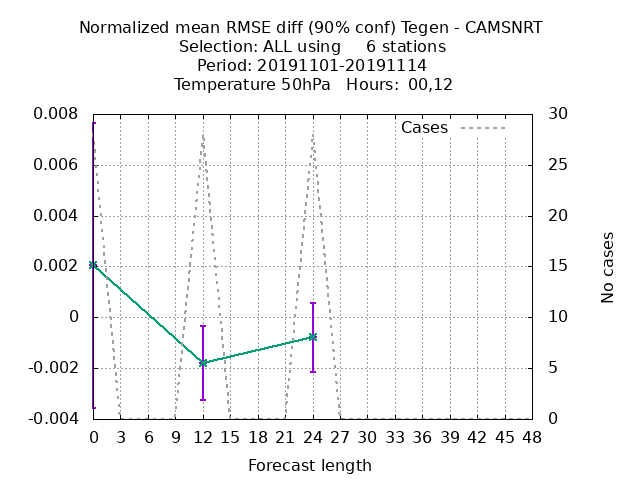 Normalized mean RMSE diff (90% conf) Tegen - CAMSNRT
Selection: ALL using     6 stations
Period: 20191101-20191114
Temperature 50hPa   Hours:  00,12
0.008
0.006
0.004
0.002
0
-0.002
-0.004
Cases
30
25
20
15
10
5
0
No cases
0 3 6 9 12 15 18 21 24 27 30 33 36 39 42 45 48
Forecast length